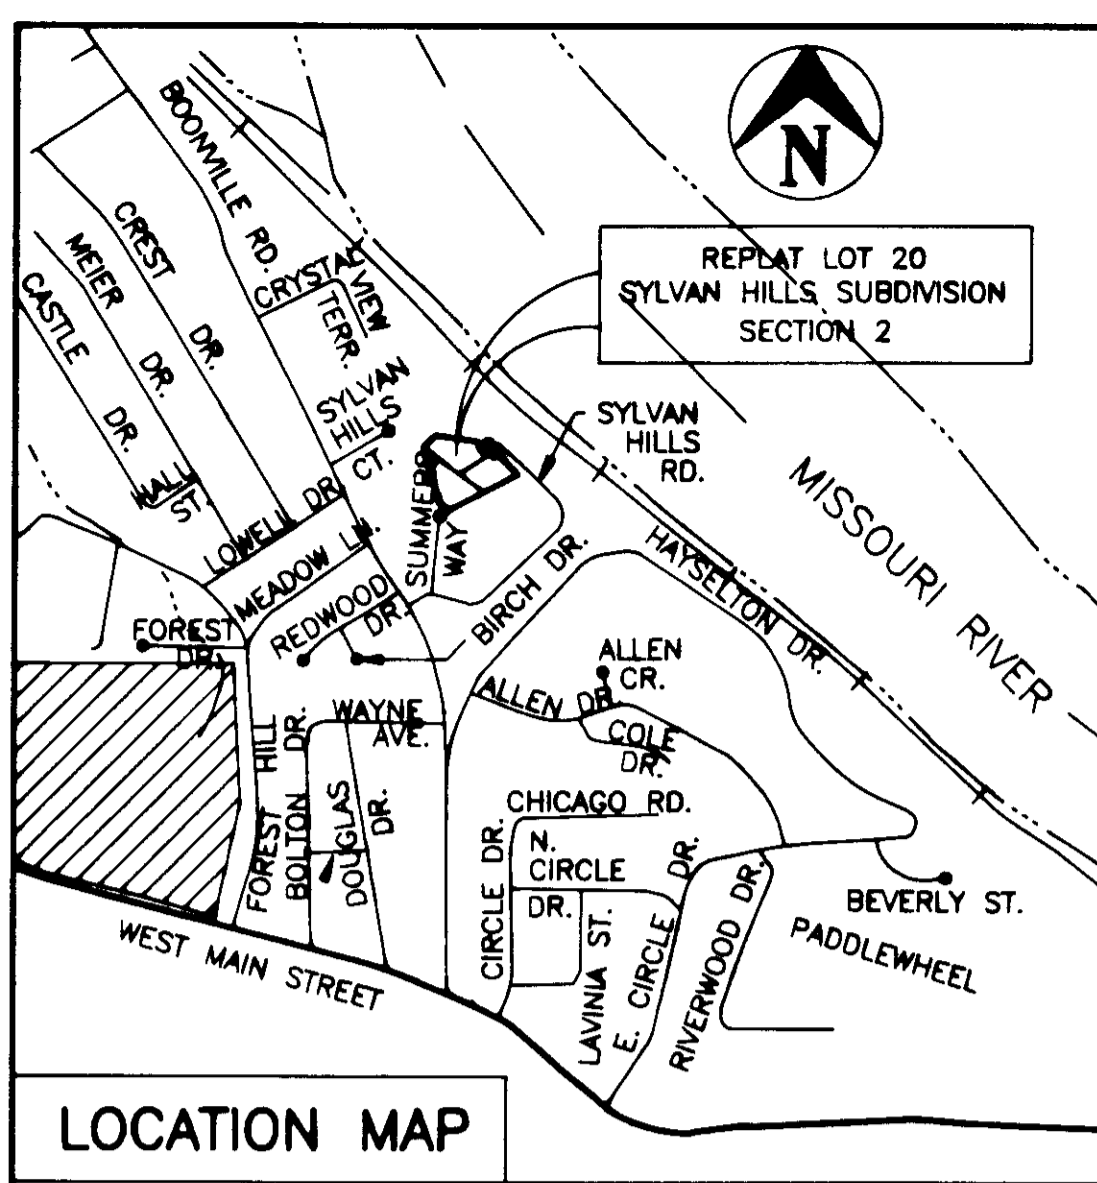 N
REPLAT LOT 20
SYLVAN HILLS SUBDIVISION
SECTION 2
BOONVILLE RD.
CREST DR.
MEIER DR.
CASTLE DR.
CRYSTAL VIEW
TERR.
SYLVAN
HILLS
CT.
SYLVAN
HILLS
RD.
HALL
ST.
LOWELL DR.
MEADOW LN.
SUMMER
WAY
REDWOOD
DR.
BIRCH DR.
HAYSELTON DR.
MISSOURI RIVER
FOREST
DR.
ALLEN
CR.
ALLEN DR.
WAYNE
AVE.
COLE
DR.
FOREST HILL
BOLTON DR.
DOUGLAS
DR.
CHICAGO RD.
CIRCLE DR.
N.
CIRCLE
DR.
LAVINIA ST.
E. CIRCLE DR.
RIVERWOOD DR.
BEVERLY ST.
PADDLEWHEEL
WEST MAIN STREET
LOCATION MAP